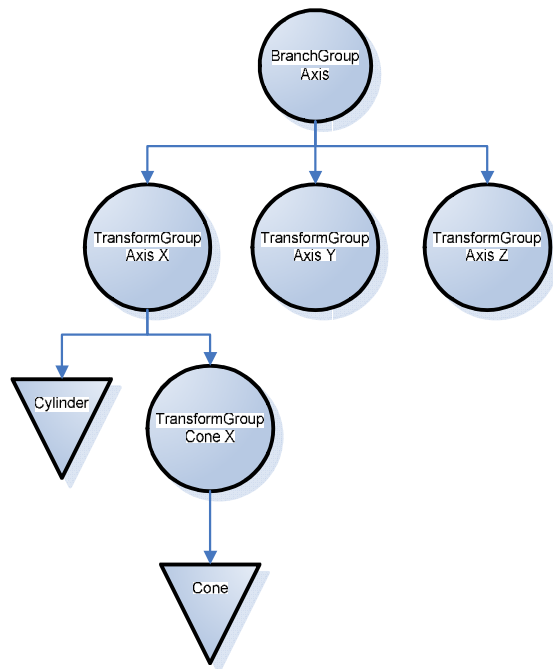 BranchGroup
Axis
TransformGroup
Axis X
TransformGroup
Axis Y
TransformGroup
Axis Z
Cylinder
TransformGroup
Cone X
Cone